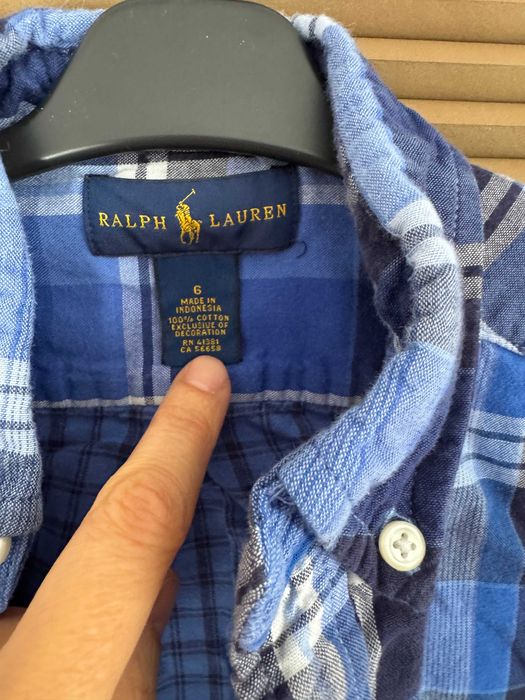 RALPH LAUREN
6
MADE IN
INDONESIA
100% COTTON
EXCLUSIVE OF
DECORATION
RN 41381
CA 56658